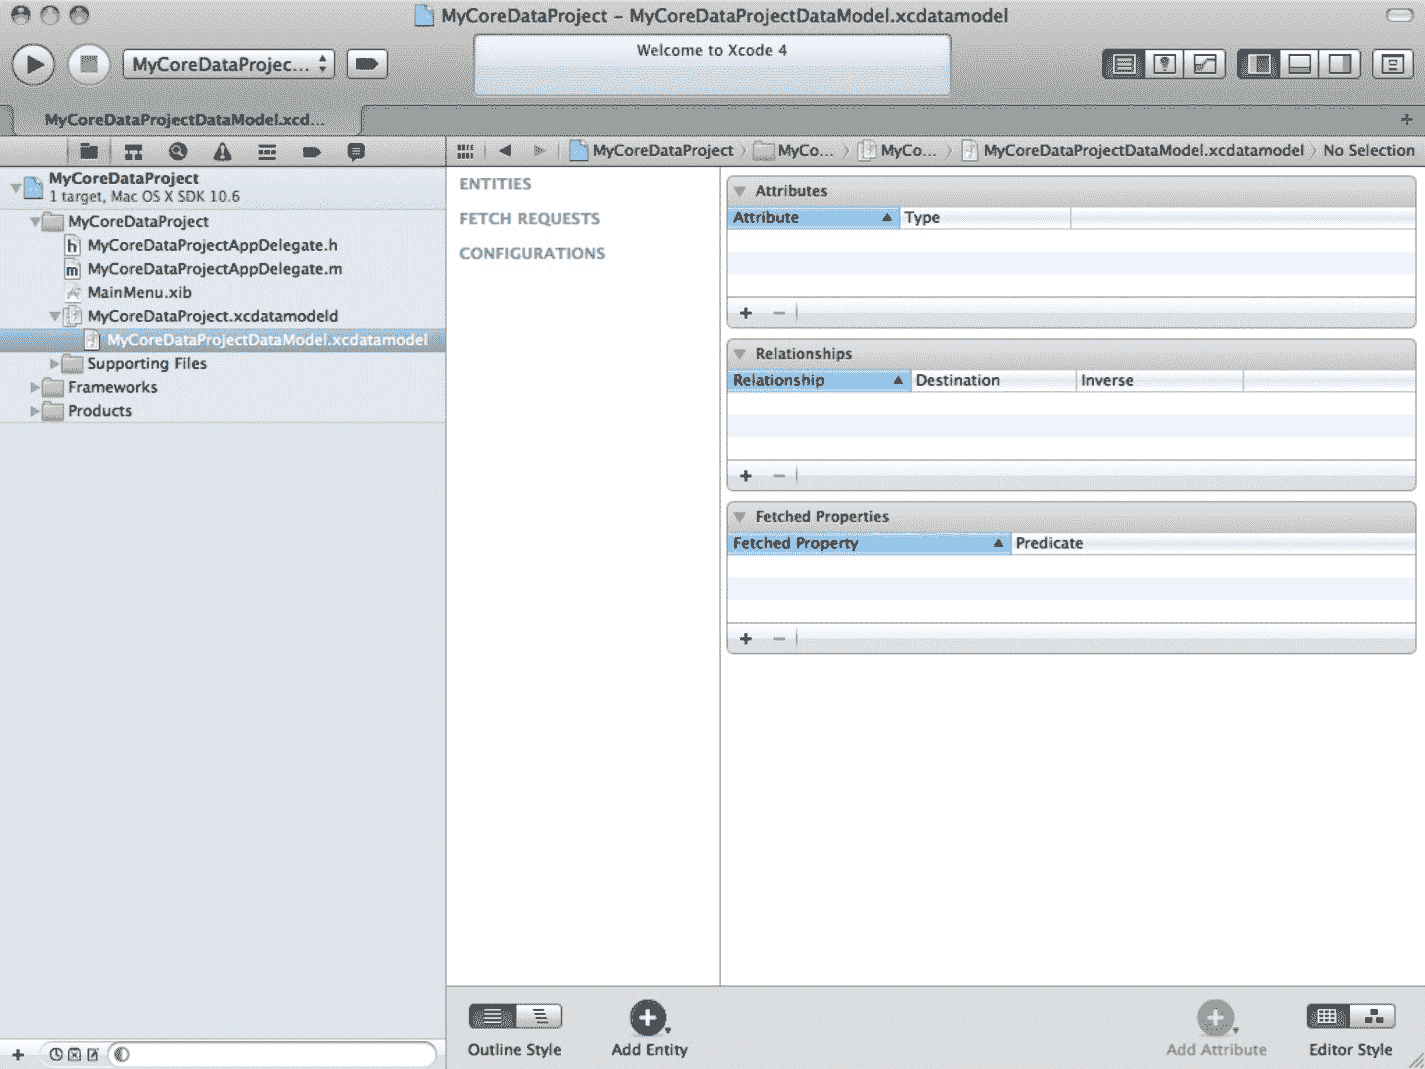 MyCoreDataProject – MyCoreDataProjectDataModel.xcdatamodel
MyCoreDataProjec...
Welcome to Xcode 4
MyCoreDataProjectDataModel.xcd...
MyCoreDataProject
MyCo...
MyCo...
MyCoreDataProjectDataModel.xcdatamodel
No Selection
MyCoreDataProject
1 target, Mac OS X SDK 10.6
MyCoreDataProject
MyCoreDataProjectAppDelegate.h
MyCoreDataProjectAppDelegate.m
MainMenu.xib
MyCoreDataProject.xcdatamodeld
MyCoreDataProjectDataModel.xcdatamodel
Supporting Files
Frameworks
Products
ENTITIES
FETCH REQUESTS
CONFIGURATIONS
Attributes
Attribute Type
Relationships
Relationship Destination Inverse
Fetched Properties
Fetched Property Predicate
Outline Style
Add Entity
Add Attribute
Editor Style